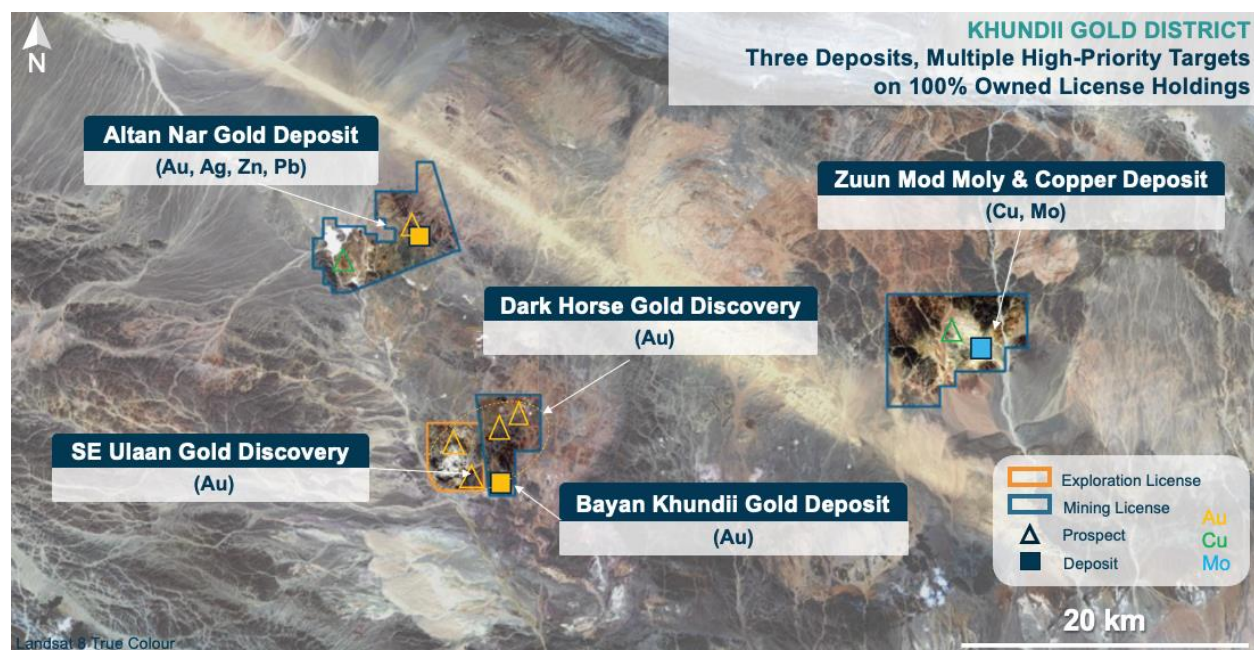 N
KHUNDII GOLD DISTRICT
Three Deposits, Multiple High-Priority Targets
on 100% Owned License Holdings
Altan Nar Gold Deposit
(Au, Ag, Zn, Pb)
Zuun Mod Moly & Copper Deposit
(Cu, Mo)
Dark Horse Gold Discovery
(Au)
SE Ulaan Gold Discovery
(Au)
Bayan Khundii Gold Deposit
(Au)
Exploration License
Mining License
Prospect
Deposit
Au
Cu
Mo
20 km
Landsat 8 True Colour